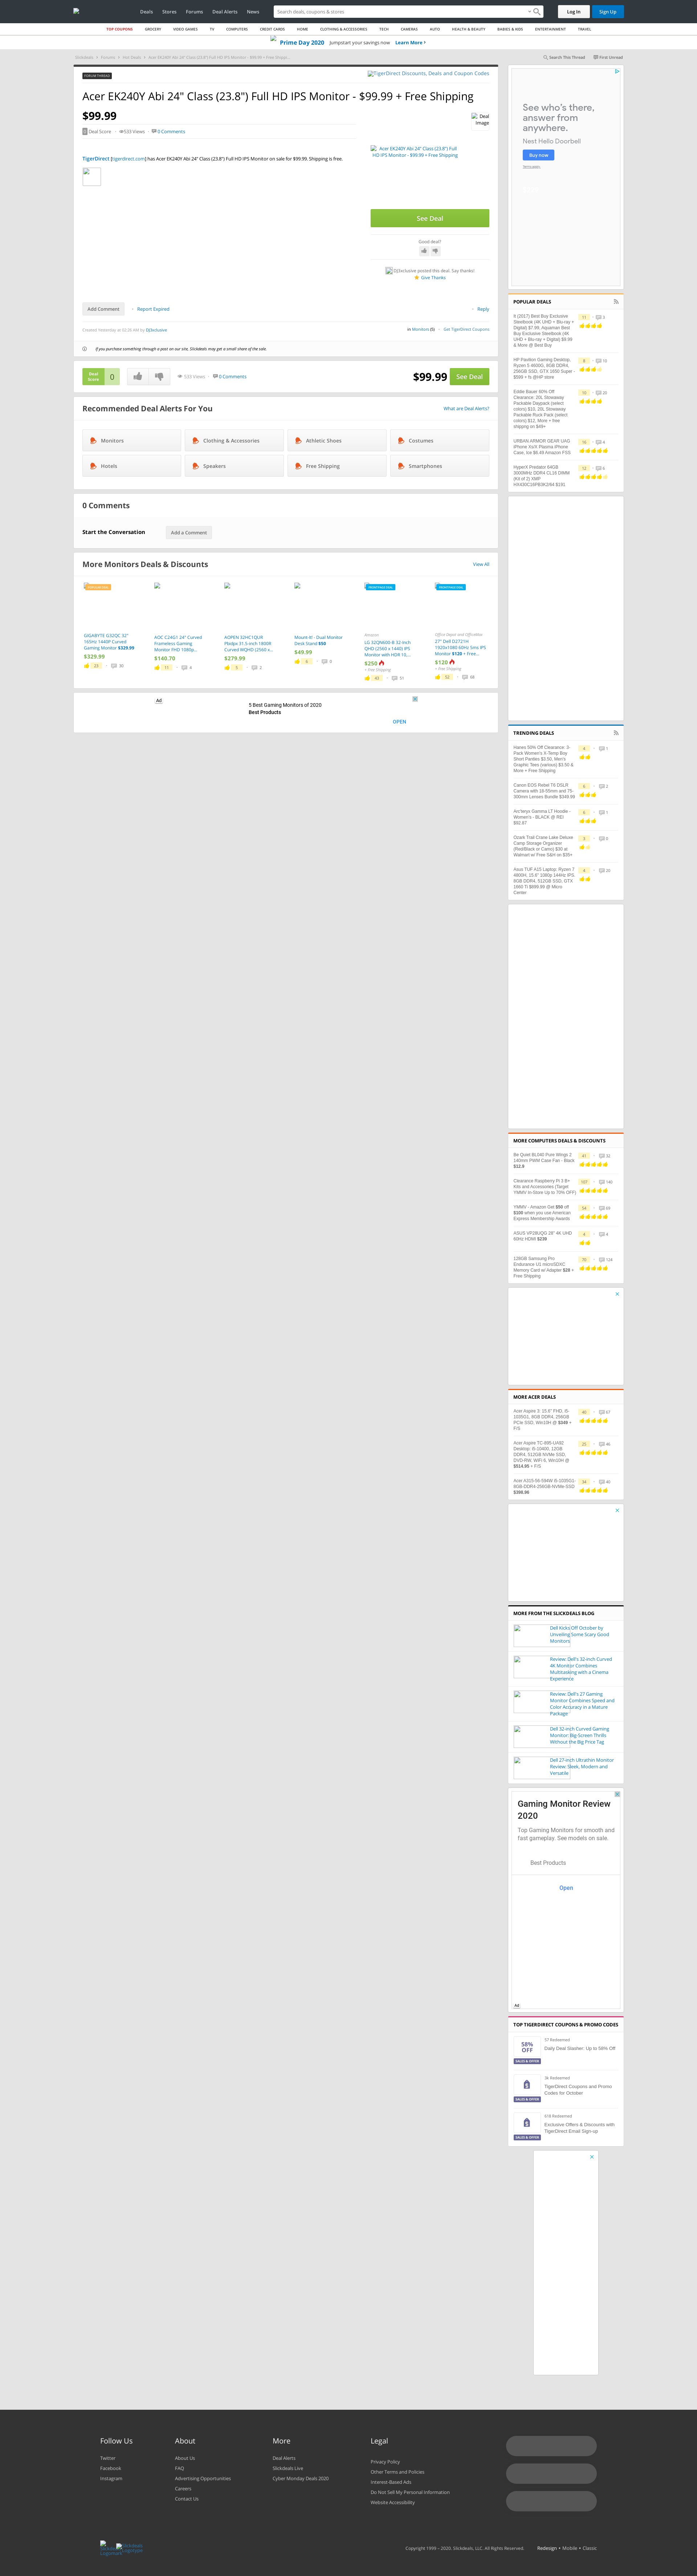 Deals
Stores
Forums
Deal Alerts
News
Search deals, coupons & stores
Log In
Sign Up
TOP COUPONS
GROCERY
VIDEO GAMES
TV
COMPUTERS
CREDIT CARDS
HOME
CLOTHING & ACCESSORIES
TECH
CAMERAS
AUTO
HEALTH & BEAUTY
BABIES & KIDS
ENTERTAINMENT
TRAVEL
Prime Day 2020 Jumpstart your savings now Learn More
Slickdeals
Forums
Hot Deals
Search This Thread
First Unread
FORUM THREAD
TigerDirect Discounts, Deals and Coupon Codes
Acer EK240Y Abi 24" Class (23.8") Full HD IPS Monitor - $99.99 + Free Shipping
$99.99
Deal Image
0 Deal Score
533 Views
0 Comments
TigerDirect [tigerdirect.com] has Acer EK240Y Abi 24" Class (23.8") Full HD IPS Monitor on sale for $99.99. Shipping is free.
Acer EK240Y Abi 24" Class (23.8") Full HD IPS Monitor - $99.99 + Free Shipping
See Deal
Good deal?
DJ3xclusive posted this deal. Say thanks!
Give Thanks
Add Comment
Report Expired
Reply
Created Yesterday at 03:26 AM by DJ3xclusive
in Monitors (5)
Get TigerDirect Coupons
If you purchase something through a post on our site, Slickdeals may get a small share of the sale.
Deal Score
0
533 Views
0 Comments
$99.99
See Deal
Recommended Deal Alerts For You
What are Deal Alerts?
Monitors
Clothing & Accessories
Athletic Shoes
Costumes
Hotels
Speakers
Free Shipping
Smartphones
0 Comments
Start the Conversation
Add a Comment
More Monitors Deals & Discounts
View All
GIGABYTE G32QC 32" 165Hz 1440P Curved Gaming Monitor $329.99
$329.99
AOC C24G1 24" Curved Frameless Gaming Monitor FHD 1080p...
$140.70
11
4
AOPEN 32HC1QUR Pbidpx 31.5-inch 1800R Curved WQHD (2560 x...
$279.99
5
2
Mount-It! - Dual Monitor Desk Stand $50
$49.99
Amazon
LG 32QN600-B 32-inch QHD (2560 x 1440) IPS Monitor with HDR 10,...
$250
+ Free Shipping
Office Depot and OfficeMax
27" Dell D2721H 1920x1080 60Hz 5ms IPS Monitor $120 + Free...
$120
+ Free Shipping
Ad
5 Best Gaming Monitors of 2020
Best Products
OPEN
See who's there, answer from anywhere.
Nest Hello Doorbell
Buy now
POPULAR DEALS
6 (2017) Best Buy Exclusive Steelbook (4K UHD + Blu-ray + Digital) $7.99, Aquaman Best Buy Exclusive Steelbook (4K UHD + Blu-ray + Digital) $9.99 & More @ Best Buy
HP Pavilion Gaming Desktop, Ryzen 5 4600G, 8GB DDR4, 256GB SSD, GTX 1650 Super - $599 + fs @HP store
Eddie Bauer 60% Off Clearance: 20L Stowaway Packable Daypack (select colors) $10, 20L Stowaway Packable Ruck Pack (select colors) $12, More + free shipping on $49+
URBAN ARMOR GEAR UAG iPhone Xs/X Plasma iPhone Case, Ice $6.48 Amazon FSS
HyperX Predator 64GB 3000MHz DDR4 CL16 DIMM (Kit of 2) XMP HX430C16PB3K2/64 $191
TRENDING DEALS
Hanes 50% Off Clearance: 3-Pack Women's X-Temp Boy Short Panties $3.50, Men's Graphic Tees (various) $3.50 & More + Free Shipping
Canon EOS Rebel T6 DSLR Camera with 18-55mm and 75-300mm Lenses Bundle $349.99
Arc'teryx Gamma LT Hoodie - Women's - BLACK @ REI $92.87
Ozark Trail Crane Lake Deluxe Camp Storage Organizer (Red/Black or Camo) $30 at Walmart w/ Free S&H on $35+
Asus TUF A15 Laptop: Ryzen 7 4800H, 15.6" 1080p 144Hz IPS, 8GB DDR4, 512GB SSD, GTX 1660 Ti $899.99 @ Micro Center
MORE COMPUTERS DEALS & DISCOUNTS
Be Quiet BL040 Pure Wings 2 140mm PWM Case Fan - Black $12.9
Clearance Raspberry Pi 3 B+ Kits and Accessories (Target YMMV In-Store Up to 70% OFF)
YMMV - Amazon Get $50 off $100 when you use American Express Membership Awards
ASUS VP28UQG 28" 4K UHD 60Hz HDMI $239
128GB Samsung Pro Endurance U1 microSDXC Memory Card w/ Adapter $28 + Free Shipping
MORE ACER DEALS
Acer Aspire 3: 15.6" FHD, i5-1035G1, 8GB DDR4, 256GB PCIe SSD, Win10H @ $349 + F/S
Acer Aspire TC-895-UA92 Desktop: i5-10400, 12GB DDR4, 512GB NVMe SSD, DVD-RW, WiFi 6, Win10H @ $514.95 + F/S
Acer A315-56-594W i5-1035G1-8GB-DDR4-256GB-NVMe-SSD $398.86
MORE FROM THE SLICKDEALS BLOG
Dell Kicks Off October by Unveiling Some Scary Good Monitors
Review: Dell's 32-inch Curved 4K Monitor Combines Multitasking with a Cinema Experience
Review: Dell's 27 Gaming Monitor Combines Speed and Color Accuracy in a Mature Package
Dell 32-inch Curved Gaming Monitor: Big-Screen Thrills Without the Big Price Tag
Dell 27-inch Ultrathin Monitor Review: Sleek, Modern and Versatile
Gaming Monitor Review 2020
Top Gaming Monitors for smooth and fast gameplay. See models on sale.
Best Products
Open
Ad
TOP TIGERDIRECT COUPONS & PROMO CODES
58% OFF
SALES & OFFER
57 Redeemed
Daily Deal Slasher: Up to 58% Off
SALES & OFFER
3k Redeemed
TigerDirect Coupons and Promo Codes for October
SALES & OFFER
618 Redeemed
Exclusive Offers & Discounts with TigerDirect Email Sign-up
Follow Us
Twitter
Facebook
Instagram
About
About Us
FAQ
Advertising Opportunities
Careers
Contact Us
More
Deal Alerts
Slickdeals Live
Cyber Monday Deals 2020
Legal
Privacy Policy
Other Terms and Policies
Interest-Based Ads
Do Not Sell My Personal Information
Website Accessibility
Copyright 1999 - 2020. Slickdeals, LLC. All Rights Reserved.
Redesign • Mobile • Classic